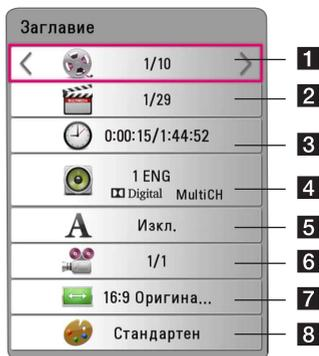 Заглавие
1/10
1
1/29
2
0:00:15/1:44:52
3
1 ENG
Digital MultiCH
4
A Изкл.
5
1/1
6
16:9 Оригина...
7
Стандартен
8